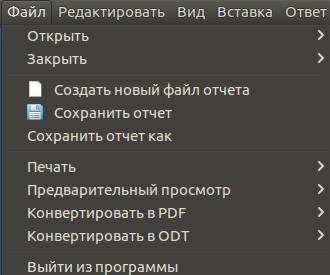 Файл Редактировать Вид Вставка Ответ
Открыть
Закрыть
Создать новый файл отчета
Сохранить отчет
Сохранить отчет как
Печать
Предварительный просмотр
Конвертировать в PDF
Конвертировать в ODT
Выйти из программы